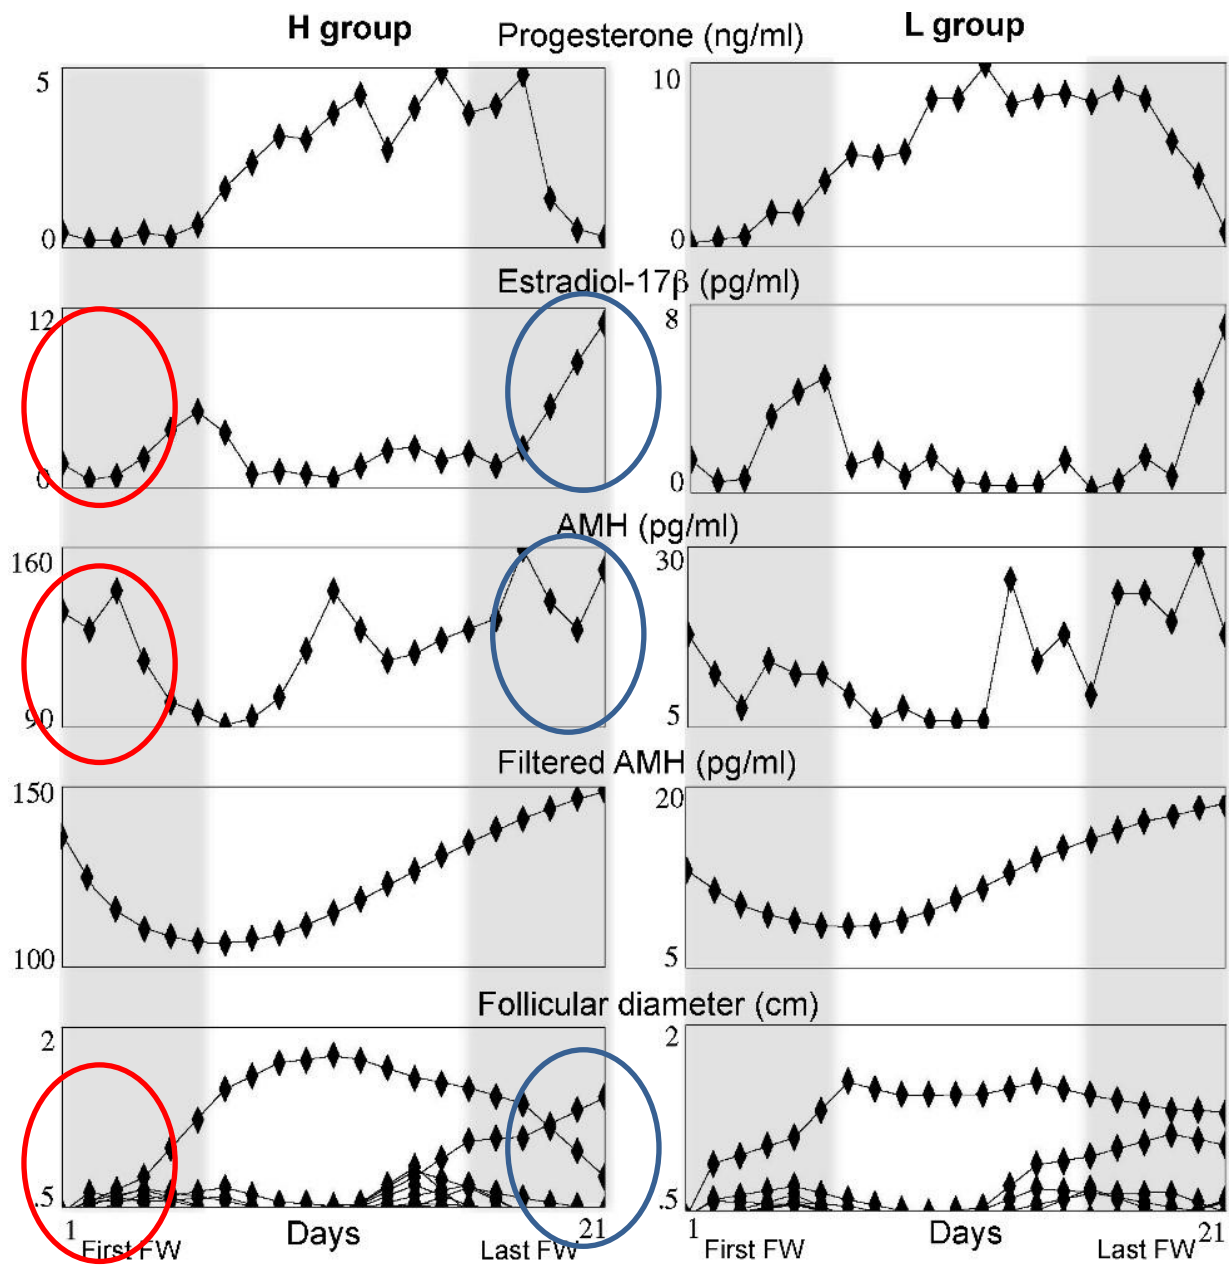 H group
Progesterone (ng/ml)
L group
5
0
10
0
Estradiol-17β (pg/ml)
12
0
8
0
AMH (pg/ml)
160
90
30
5
Filtered AMH (pg/ml)
150
100
20
5
Follicular diameter (cm)
2
.5
2
.5
1
Days
21
1
Days
21
First FW
Last FW
First FW
Last FW